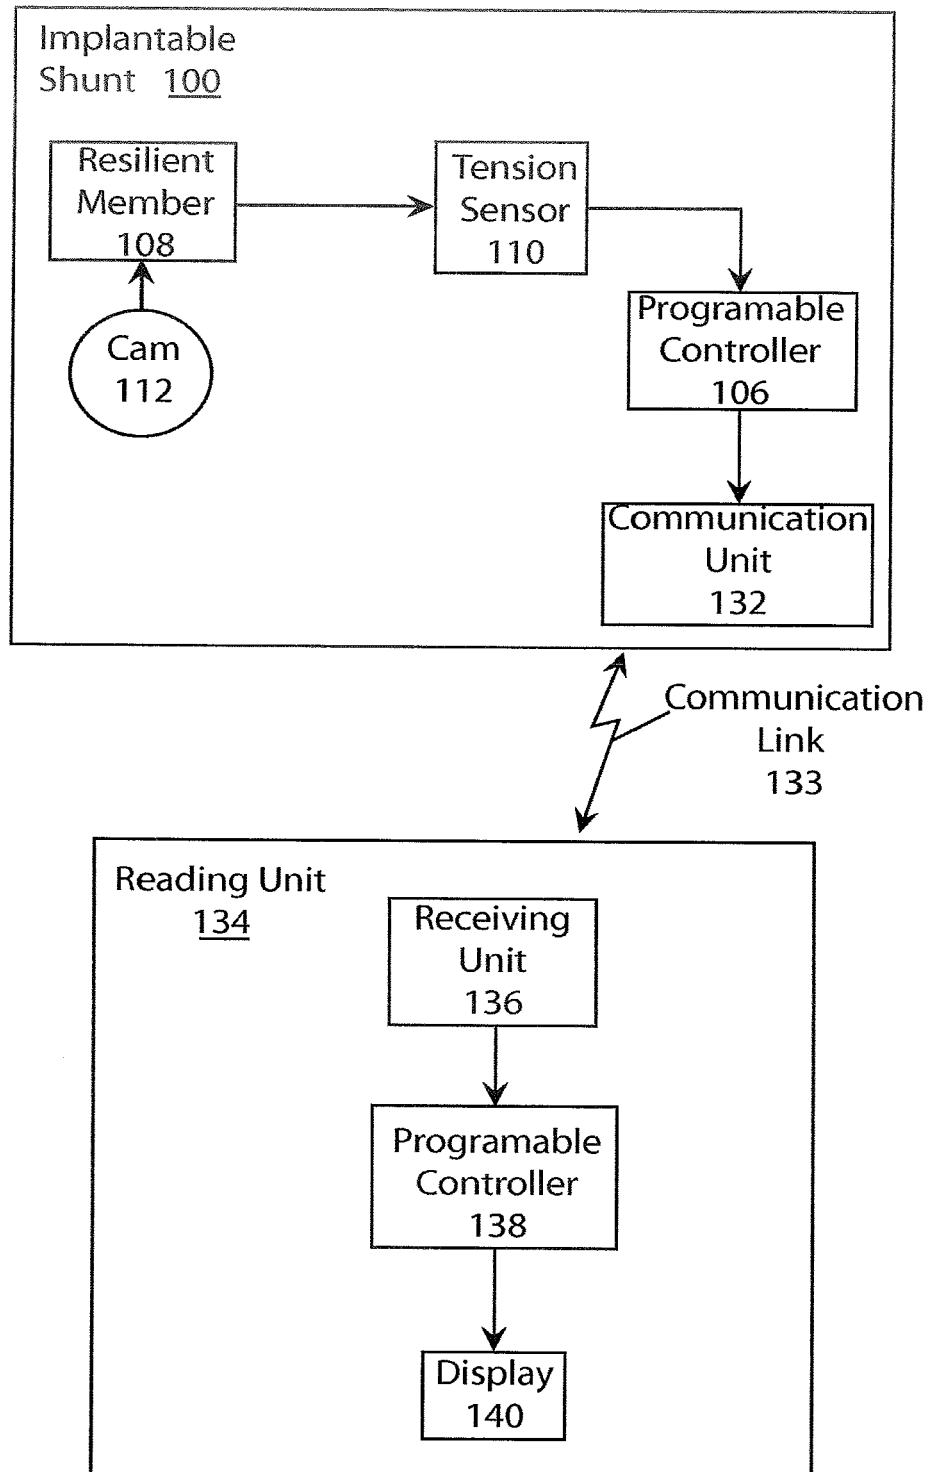 Implantable
Shunt 100
Resilient
Member
108
Tension
Sensor
110
Cam
112
Programable
Controller
106
Communication
Unit
132
Communication
Link
133
Reading Unit
134
Receiving
Unit
136
Programable
Controller
138
Display
140